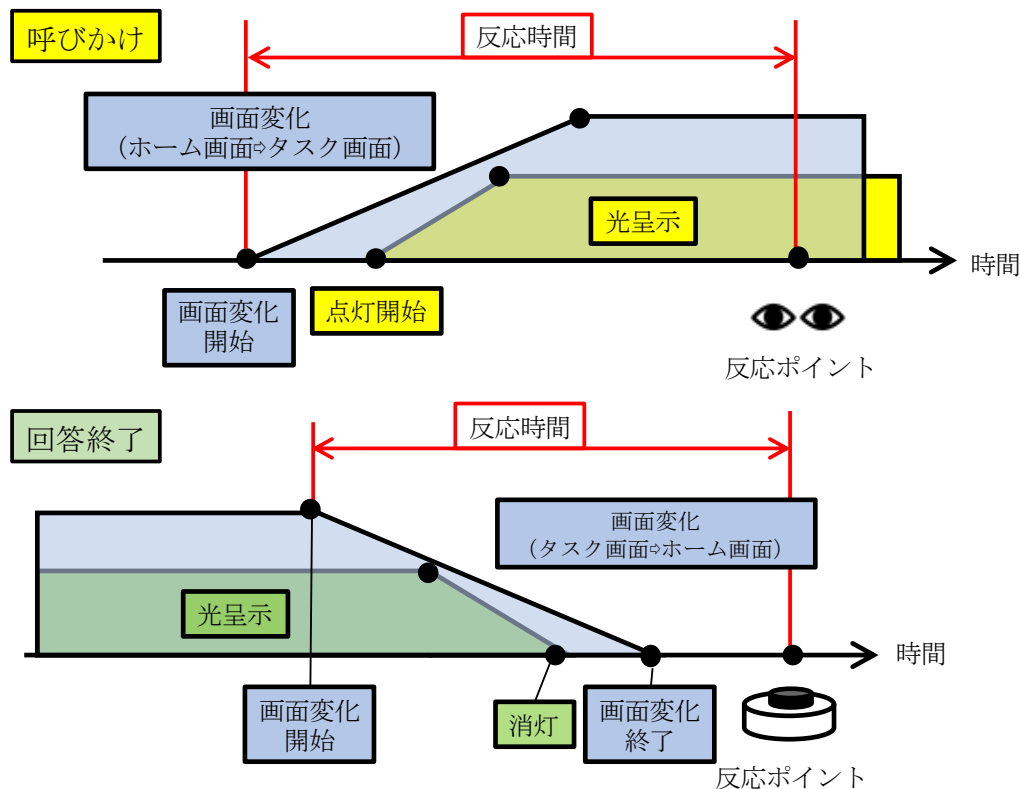 呼びかけ
反応時間
画面変化
（ホーム画面⇨タスク画面）
光呈示
時間
画面変化
開始
点灯開始
反応ポイント
回答終了
反応時間
画面変化
（タスク画面⇨ホーム画面）
光呈示
時間
画面変化
開始
消灯
画面変化
終了
反応ポイント